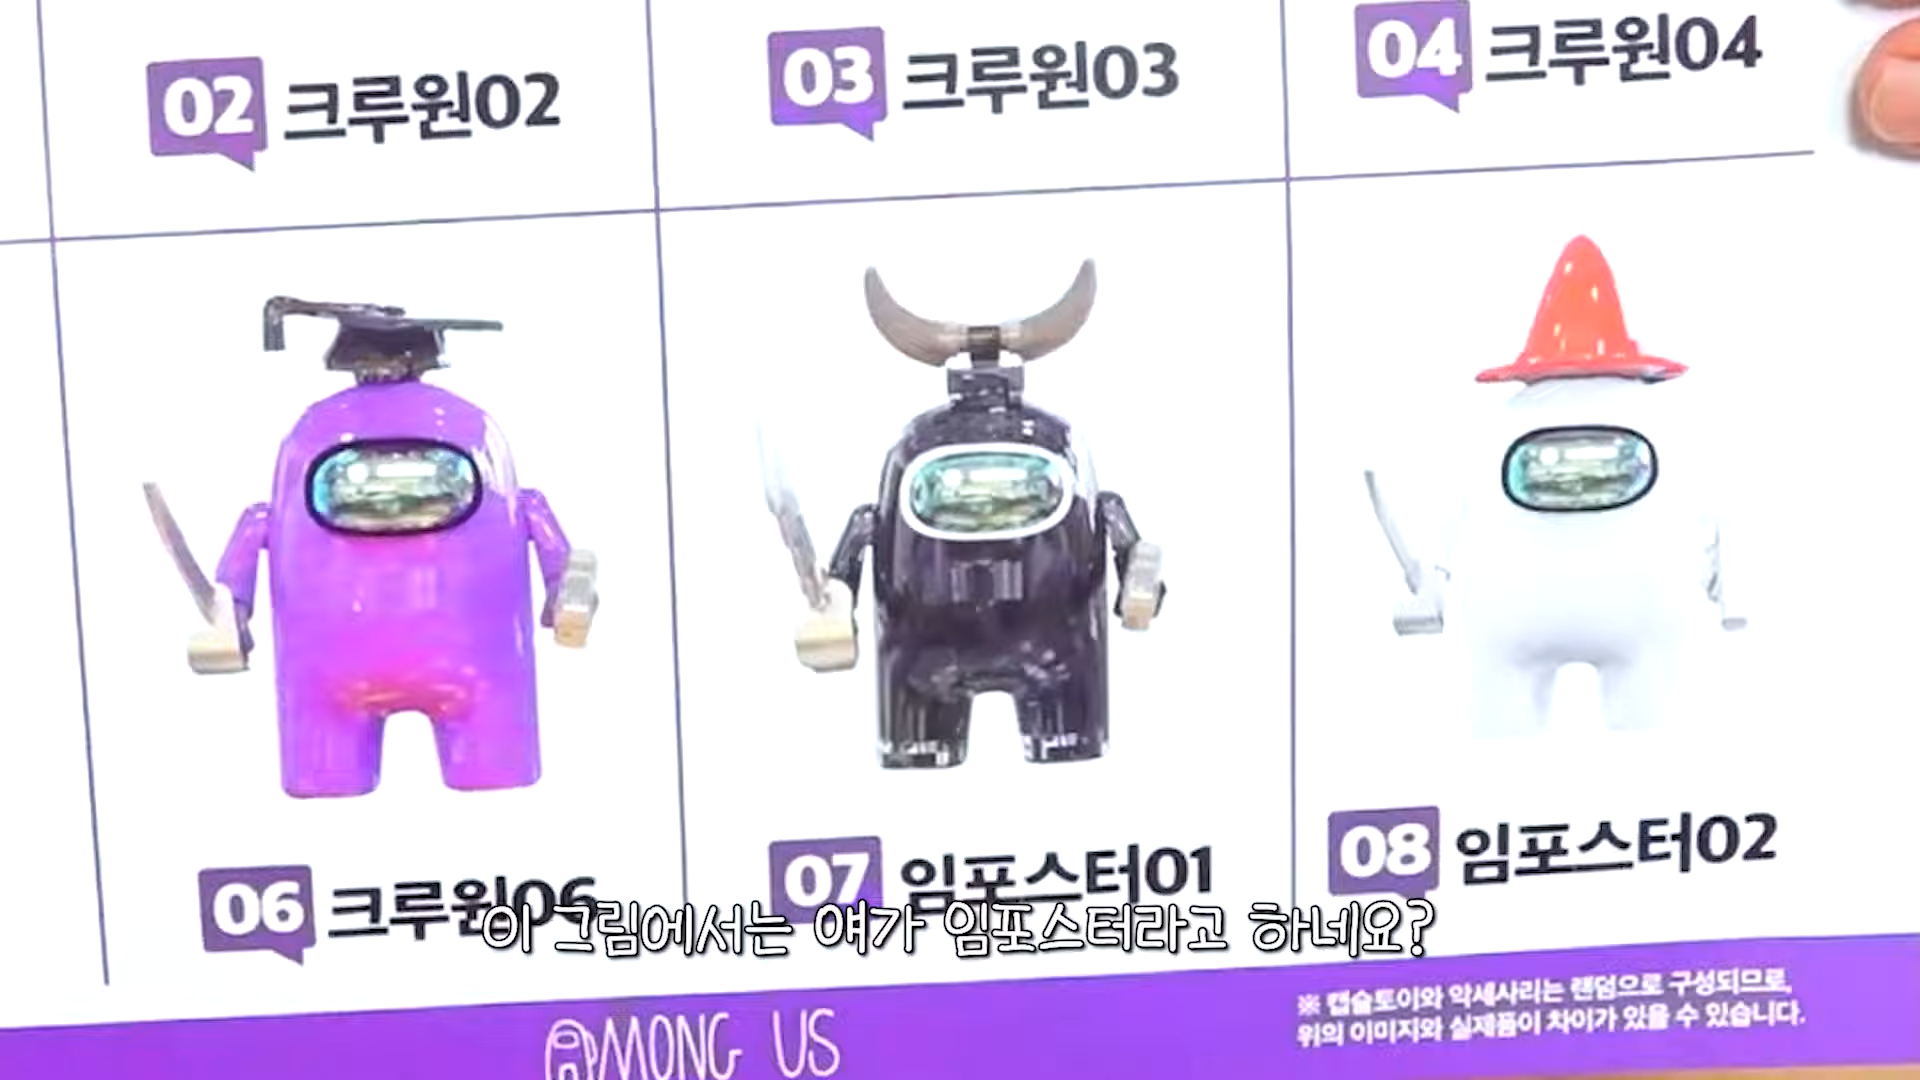 02 크루원02
03 크루원03
04 크루원04
06 크루원06
07 임포스터01
08 임포스터02
이 그림에서는 얘가 임포스터라고 하네요?
AMONG US
※ 캡슐토이와 악세사리는 랜덤으로 구성되므로,
위의 이미지와 실제품이 차이가 있을 수 있습니다.